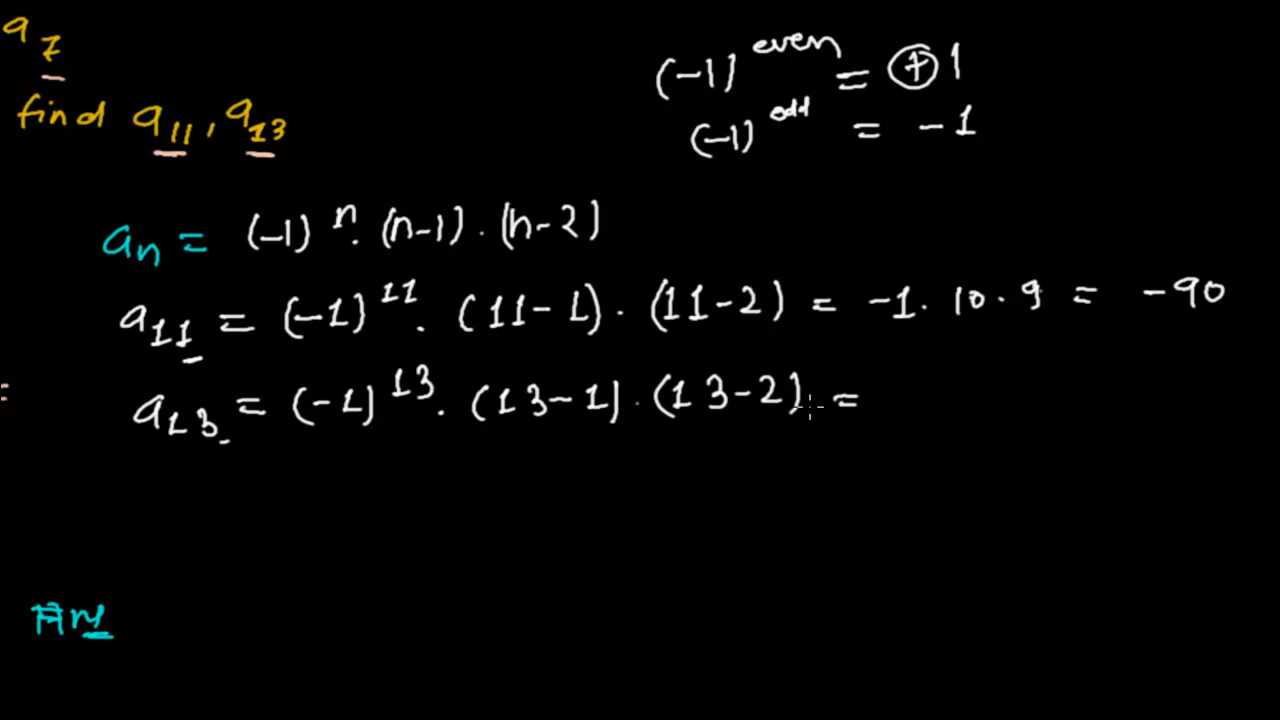 a₇
find a₁₁, a₁₃
(-1)^even = +1
(-1)^odd = -1
aₙ = (-1)^n · (n-1) · (n-2)
a₁₁ = (-1)^11 · (11-1) · (11-2) = -1 · 10 · 9 = -90
a₁₃ = (-1)^13 · (13-1) · (13-2) =